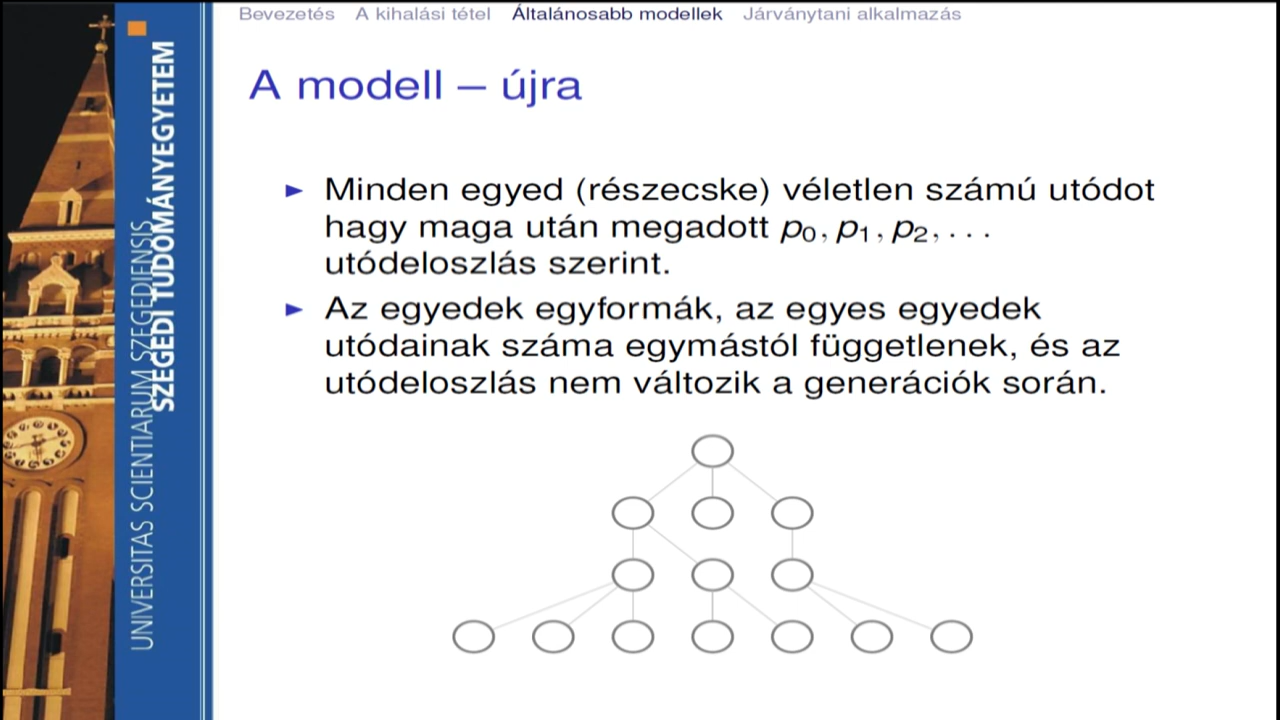 Bevezetés A kihalási tétel Általánosabb modellek Járványtani alkalmazás
UNIVERSITAS SCIENTIARUM SZEGEDIENSIS
SZEGEDI TUDOMÁNYEGYETEM
A modell – újra
► Minden egyed (részecske) véletlen számú utódot
hagy maga után megadott p₀, p₁, p₂, . . .
utódeloszlás szerint.
► Az egyedek egyformák, az egyes egyedek
utódainak száma egymástól függetlenek, és az
utódeloszlás nem változik a generációk során.